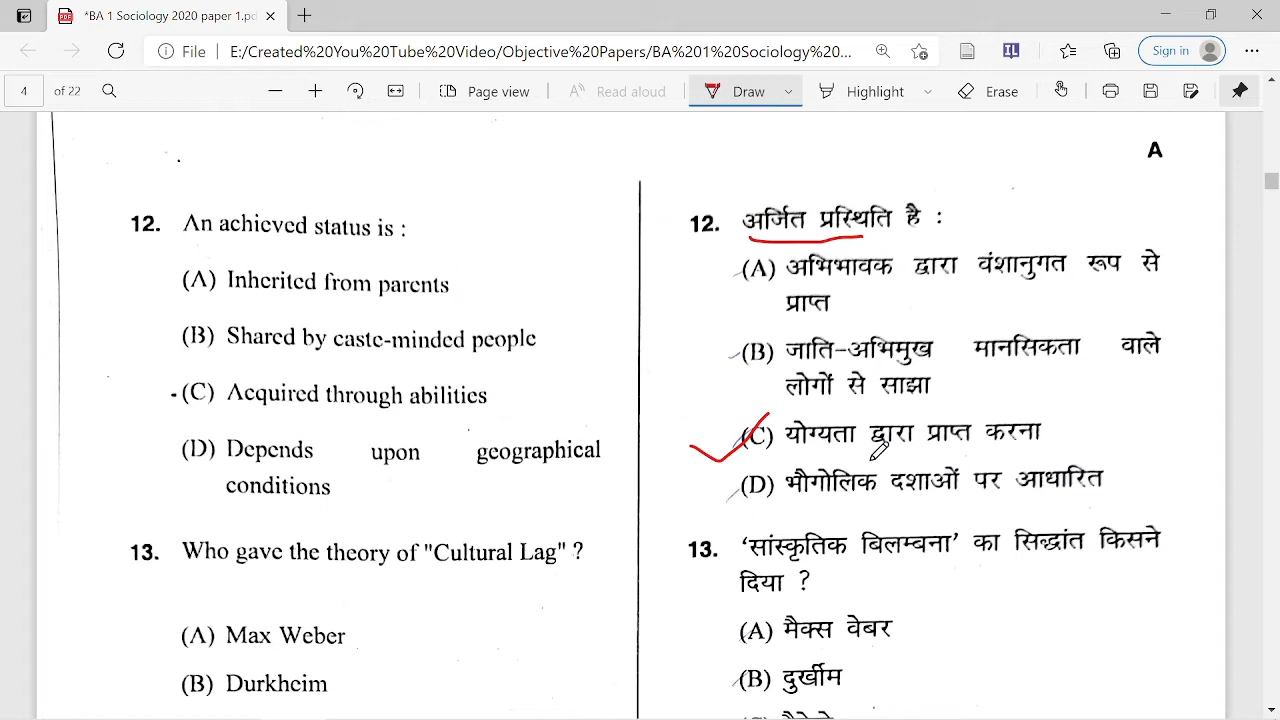 *BA 1 Sociology 2020 paper 1.pd
File | E:/Created%20You%20Tube%20Video/Objective%20Papers/BA%201%20Sociology%20...
Sign in
4 of 22
Page view
Read aloud
Draw
Highlight
Erase
A
12. An achieved status is :
(A) Inherited from parents
(B) Shared by caste-minded people
(C) Acquired through abilities
(D) Depends upon geographical
conditions
13. Who gave the theory of "Cultural Lag" ?
(A) Max Weber
(B) Durkheim
12. अर्जित प्रस्थिति है :
(A) अभिभावक द्वारा वंशानुगत रूप से
प्राप्त
(B) जाति-अभिमुख मानसिकता वाले
लोगों से साझा
(C) योग्यता द्वारा प्राप्त करना
(D) भौगोलिक दशाओं पर आधारित
13. ‘सांस्कृतिक बिलम्बना’ का सिद्धांत किसने
दिया ?
(A) मैक्स वेबर
(B) दुर्खीम